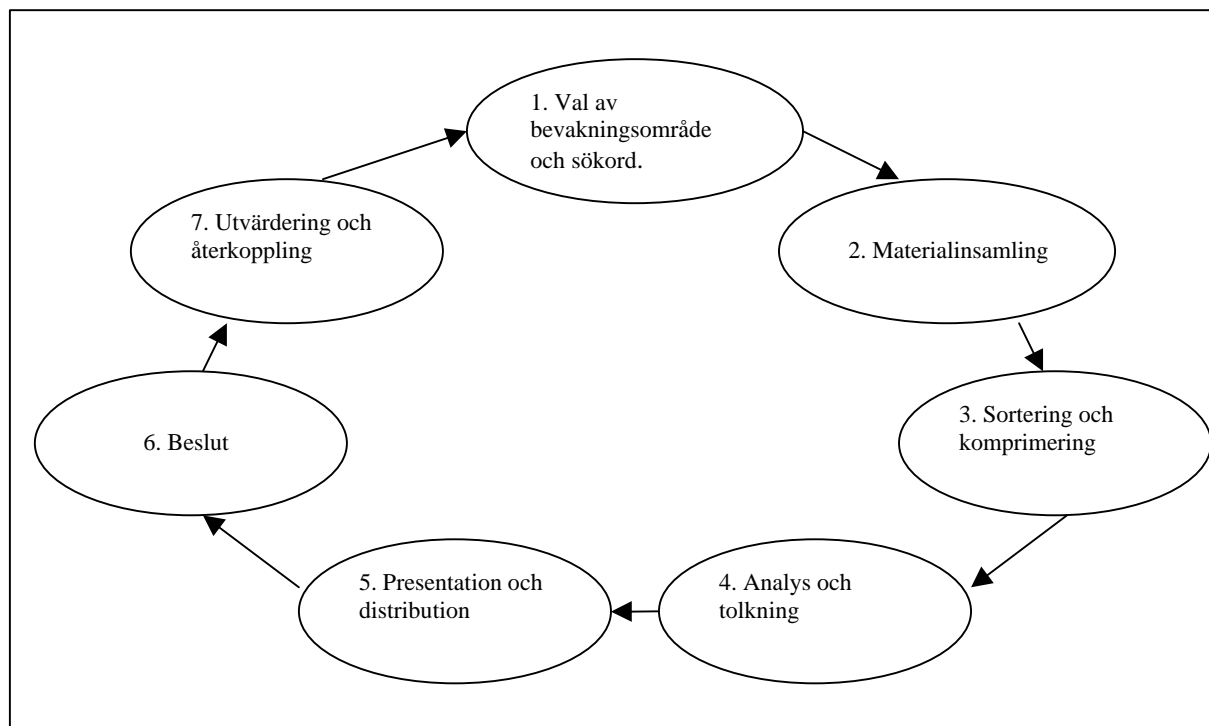 1. Val av
bevakningsområde
och sökord.
2. Materialinsamling
3. Sortering och
komprimering
4. Analys och
tolkning
5. Presentation och
distribution
6. Beslut
7. Utvärdering och
återkoppling